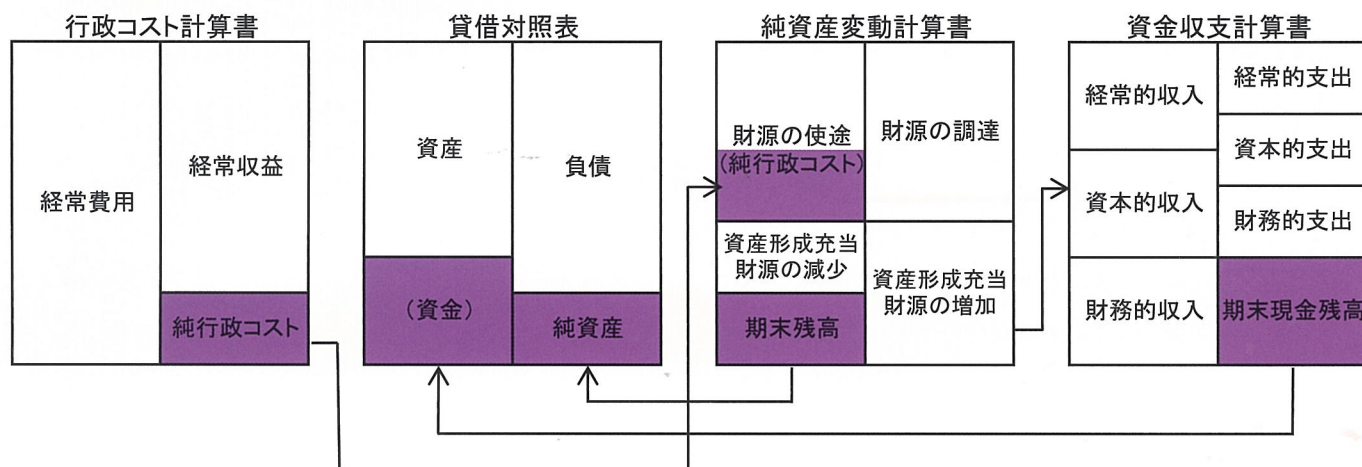 行政コスト計算書
経常費用
経常収益
純行政コスト
貸借対照表
資産
(資金)
負債
純資産
純資産変動計算書
財源の使途
(純行政コスト)
財源の調達
資産形成充当
財源の減少
資産形成充当
財源の増加
期末残高
資金収支計算書
経常的収入
資本的収入
財務的収入
経常的支出
資本的支出
財務的支出
期末現金残高